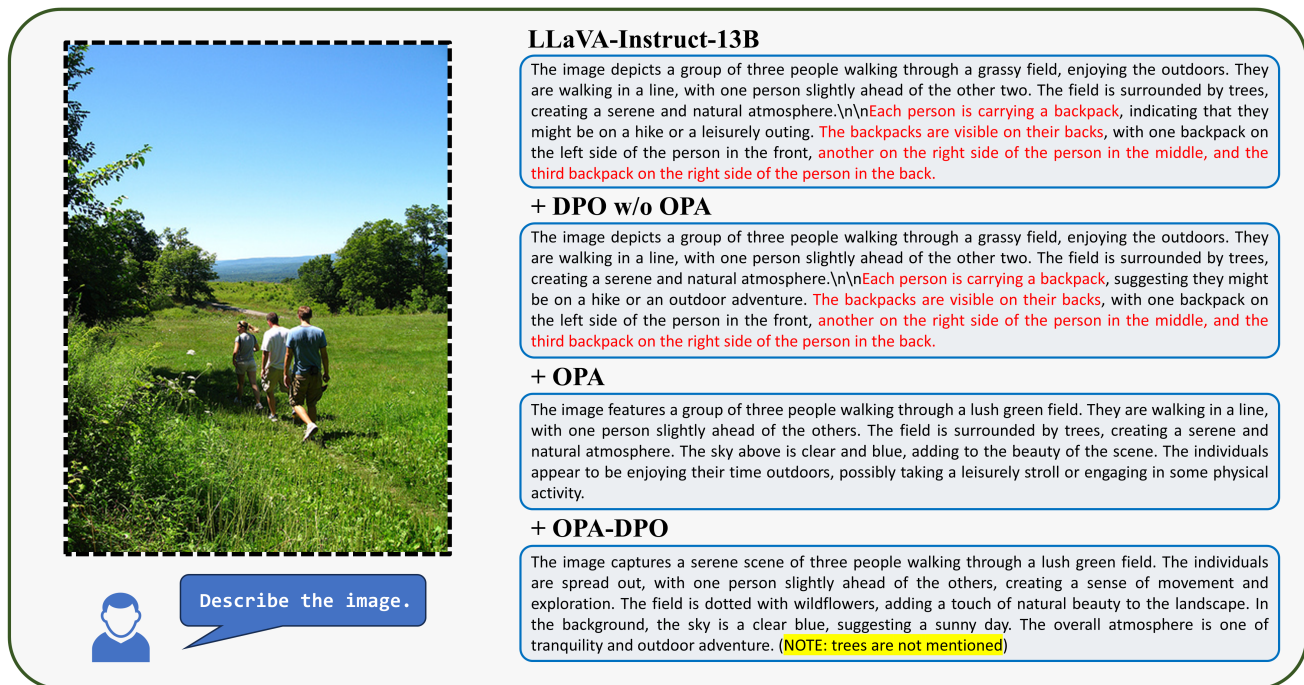 LLaVA-Instruct-13B
The image depicts a group of three people walking through a grassy field, enjoying the outdoors. They
are walking in a line, with one person slightly ahead of the other two. The field is surrounded by trees,
creating a serene and natural atmosphere.\n\nEach person is carrying a backpack, indicating that they
might be on a hike or a leisurely outing. The backpacks are visible on their backs, with one backpack on
the left side of the person in the front, another on the right side of the person in the middle, and the
third backpack on the right side of the person in the back.
+ DPO w/o OPA
The image depicts a group of three people walking through a grassy field, enjoying the outdoors. They
are walking in a line, with one person slightly ahead of the other two. The field is surrounded by trees,
creating a serene and natural atmosphere.\n\nEach person is carrying a backpack, suggesting they might
be on a hike or an outdoor adventure. The backpacks are visible on their backs, with one backpack on
the left side of the person in the front, another on the right side of the person in the middle, and the
third backpack on the right side of the person in the back.
+ OPA
The image features a group of three people walking through a lush green field. They are walking in a line,
with one person slightly ahead of the others. The field is surrounded by trees, creating a serene and
natural atmosphere. The sky above is clear and blue, adding to the beauty of the scene. The individuals
appear to be enjoying their time outdoors, possibly taking a leisurely stroll or engaging in some physical
activity.
+ OPA-DPO
The image captures a serene scene of three people walking through a lush green field. The individuals
are spread out, with one person slightly ahead of the others, creating a sense of movement and
exploration. The field is dotted with wildflowers, adding a touch of natural beauty to the landscape. In
the background, the sky is a clear blue, suggesting a sunny day. The overall atmosphere is one of
tranquility and outdoor adventure. (NOTE: trees are not mentioned)
Describe the image.